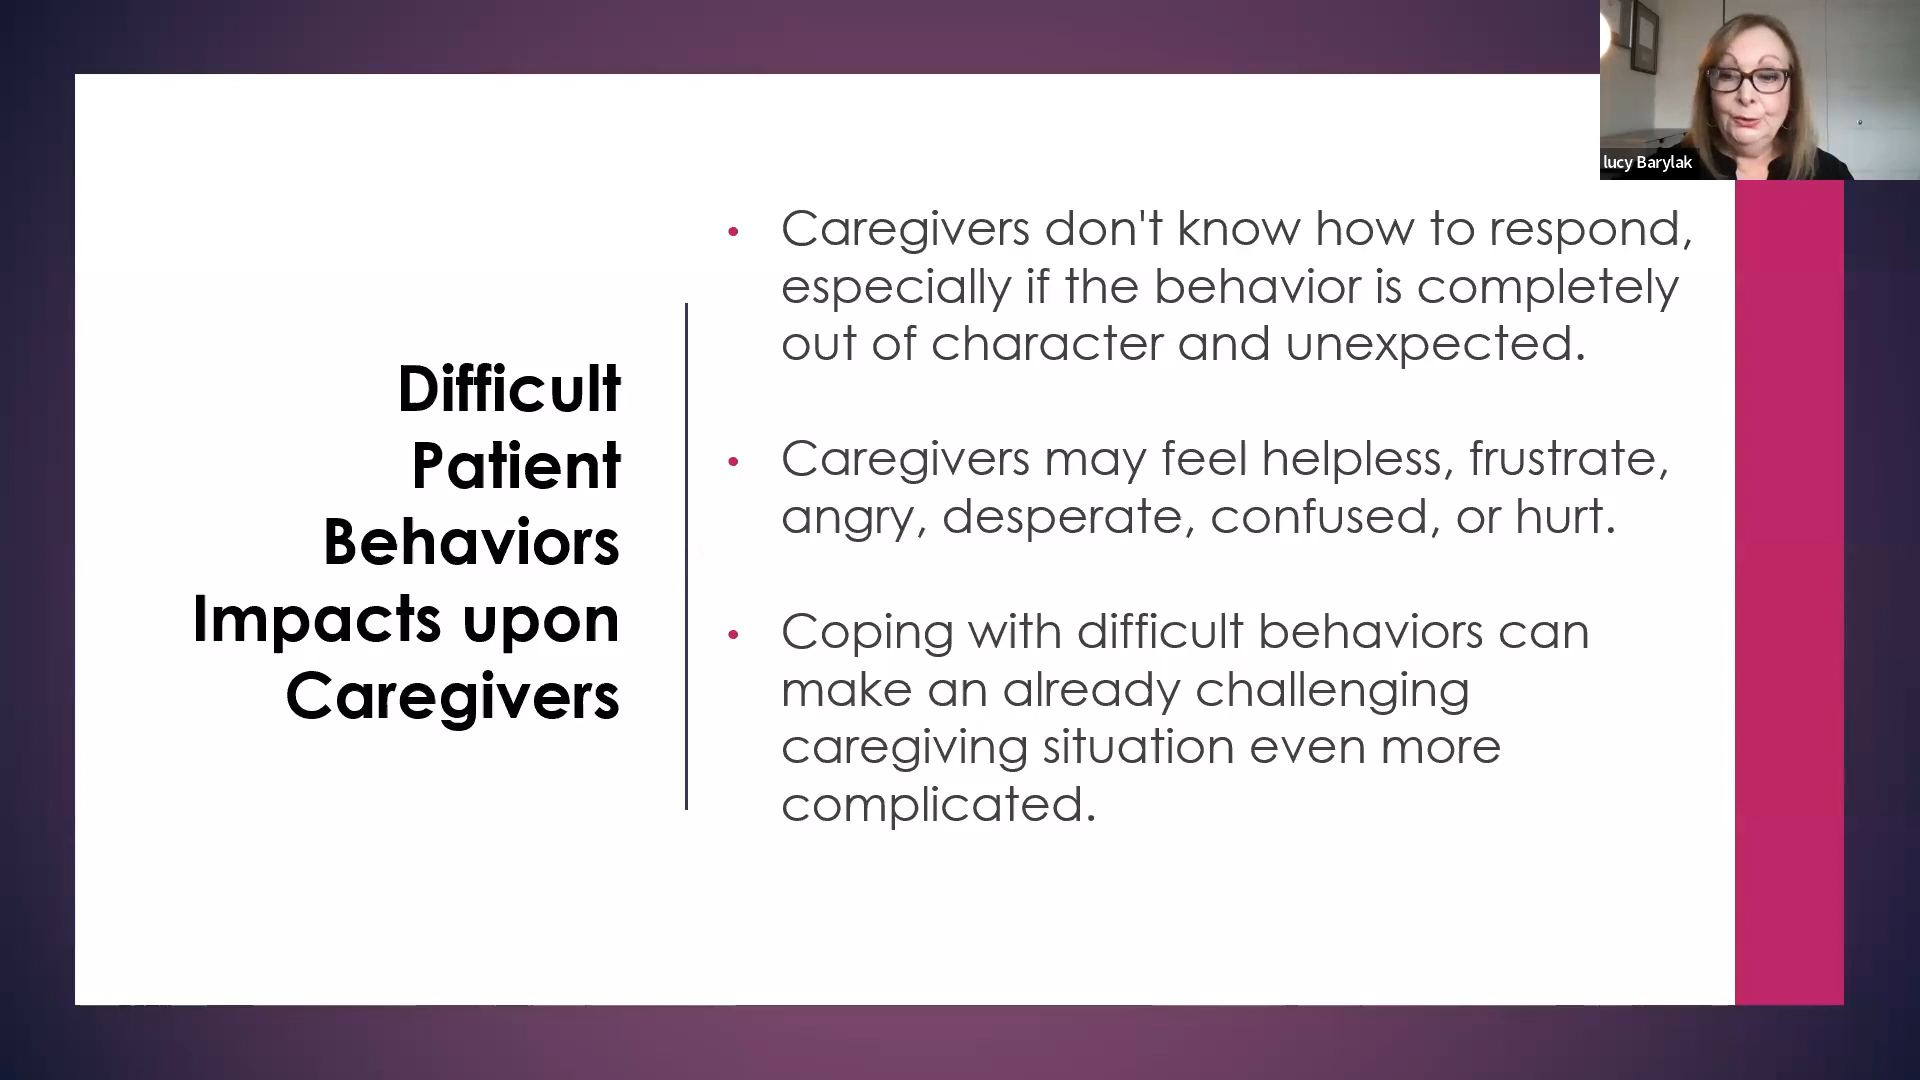 lucy Barylak
Difficult
Patient
Behaviors
Impacts upon
Caregivers
• Caregivers don't know how to respond,
especially if the behavior is completely
out of character and unexpected.
• Caregivers may feel helpless, frustrate,
angry, desperate, confused, or hurt.
• Coping with difficult behaviors can
make an already challenging
caregiving situation even more
complicated.